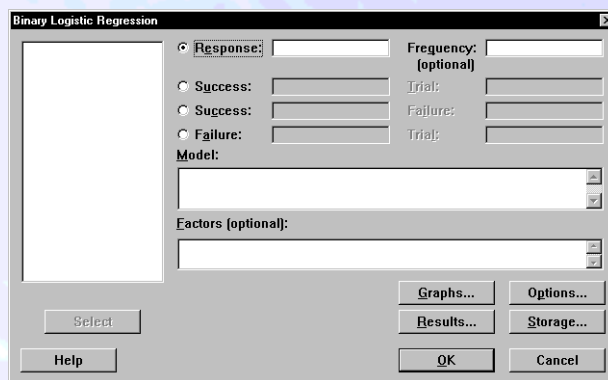 Binary Logistic Regression
Response: Frequency:
(optional)
Success: Trial:
Success: Failure:
Failure: Trial:
Model:
Factors (optional):
Graphs... Options...
Select Results... Storage...
Help OK Cancel